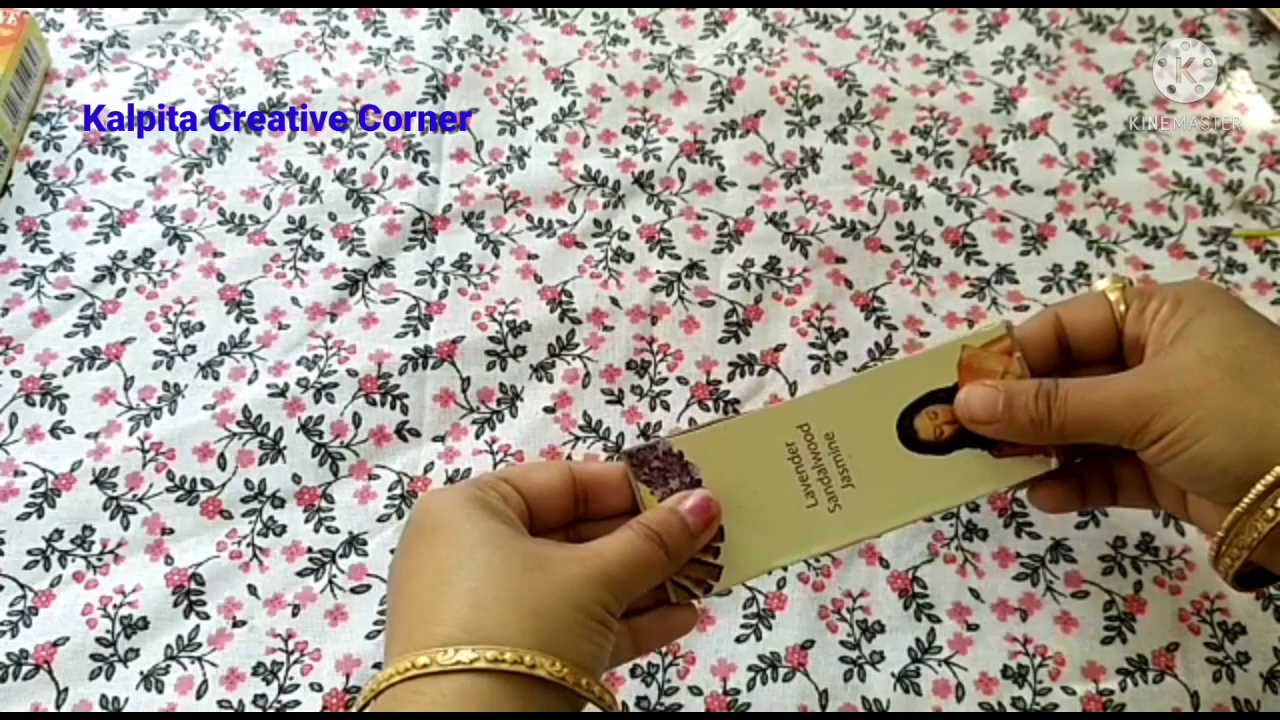 Kalpita Creative Corner
KINEMASTER
Lavender
Sandalwood
Jasmine